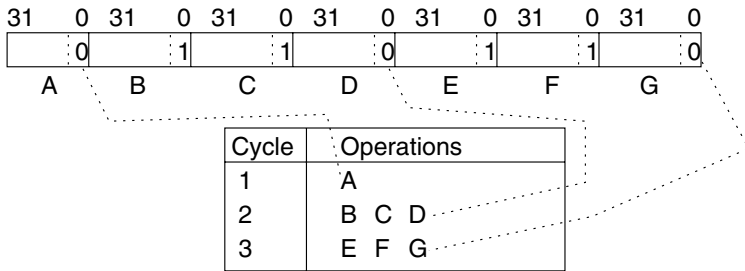 31 0 31 0 31 0 31 0 31 0 31 0 31 0
0 1 1 0 1 1 0
A B C D E F G
Cycle Operations
1 A
2 B C D
3 E F G